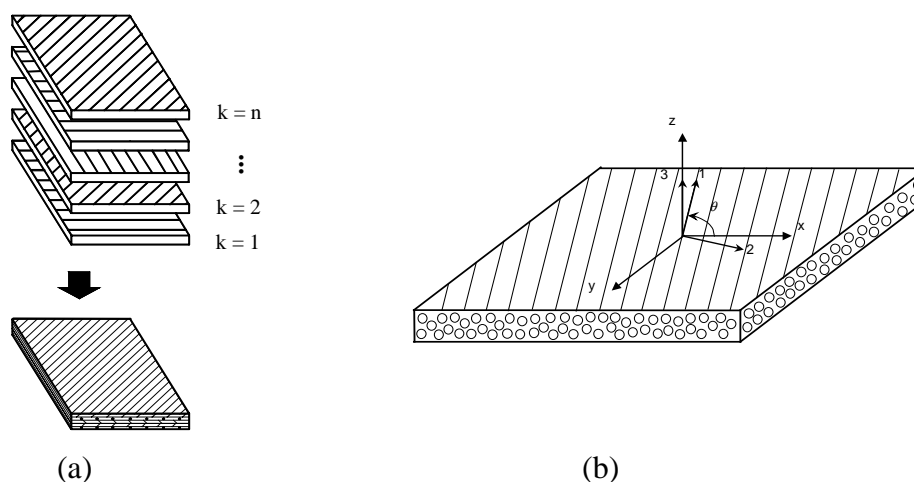 k = n
⋮
k = 2
k = 1
(a)
z
3
1
θ
x
2
y
(b)